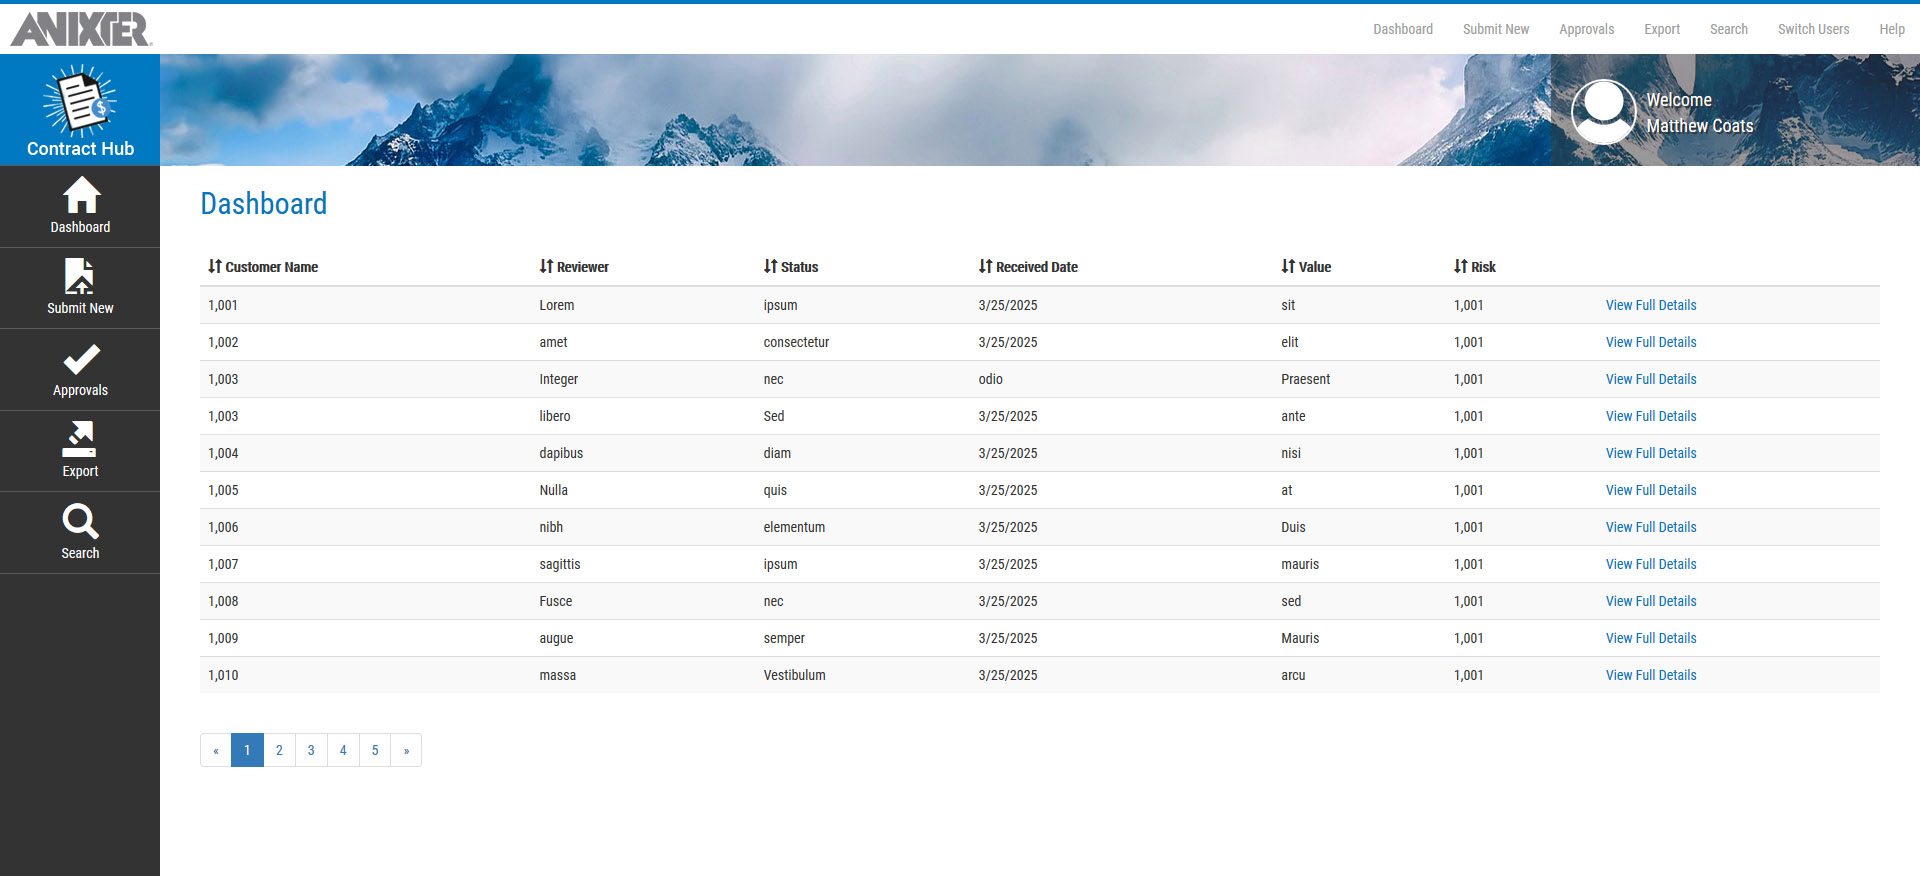 ANIXTER
Dashboard Submit New Approvals Export Search Switch Users Help
Contract Hub
Welcome
Matthew Coats
Dashboard
Submit New
Approvals
Export
Search
Dashboard
Customer Name Reviewer Status Received Date Value Risk
1,001 Lorem ipsum 3/25/2025 sit 1,001 View Full Details
1,002 amet consectetur 3/25/2025 elit 1,001 View Full Details
1,003 Integer nec odio Praesent 1,001 View Full Details
1,003 libero Sed 3/25/2025 ante 1,001 View Full Details
1,004 dapibus diam 3/25/2025 nisi 1,001 View Full Details
1,005 Nulla quis 3/25/2025 at 1,001 View Full Details
1,006 nibh elementum 3/25/2025 Duis 1,001 View Full Details
1,007 sagittis ipsum 3/25/2025 mauris 1,001 View Full Details
1,008 Fusce nec 3/25/2025 sed 1,001 View Full Details
1,009 augue semper 3/25/2025 Mauris 1,001 View Full Details
1,010 massa Vestibulum 3/25/2025 arcu 1,001 View Full Details
« 1 2 3 4 5 »